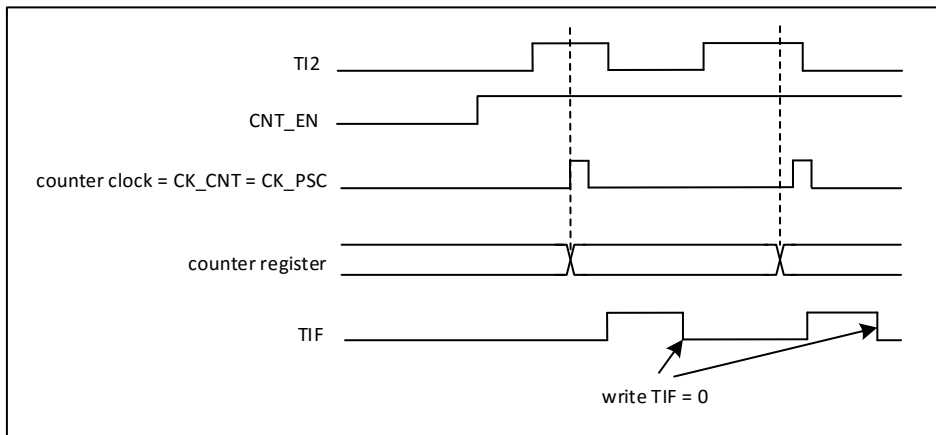 TI2
CNT_EN
counter clock = CK_CNT = CK_PSC
counter register
TIF
write TIF = 0